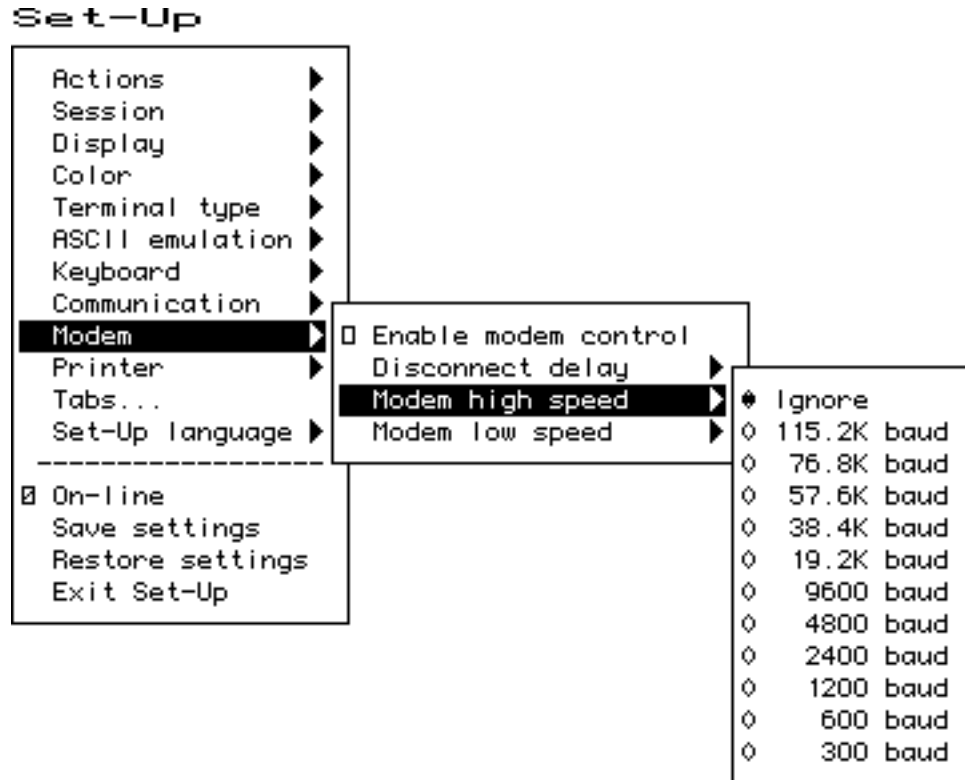 Set-Up
Actions
Session
Display
Color
Terminal type
ASCII emulation
Keyboard
Communication
Modem
Printer
Tabs...
Set-Up language
--------------------
On-line
Save settings
Restore settings
Exit Set-Up
Enable modem control
Disconnect delay
Modem high speed
Modem low speed
Ignore
115.2K baud
76.8K baud
57.6K baud
38.4K baud
19.2K baud
9600 baud
4800 baud
2400 baud
1200 baud
600 baud
300 baud